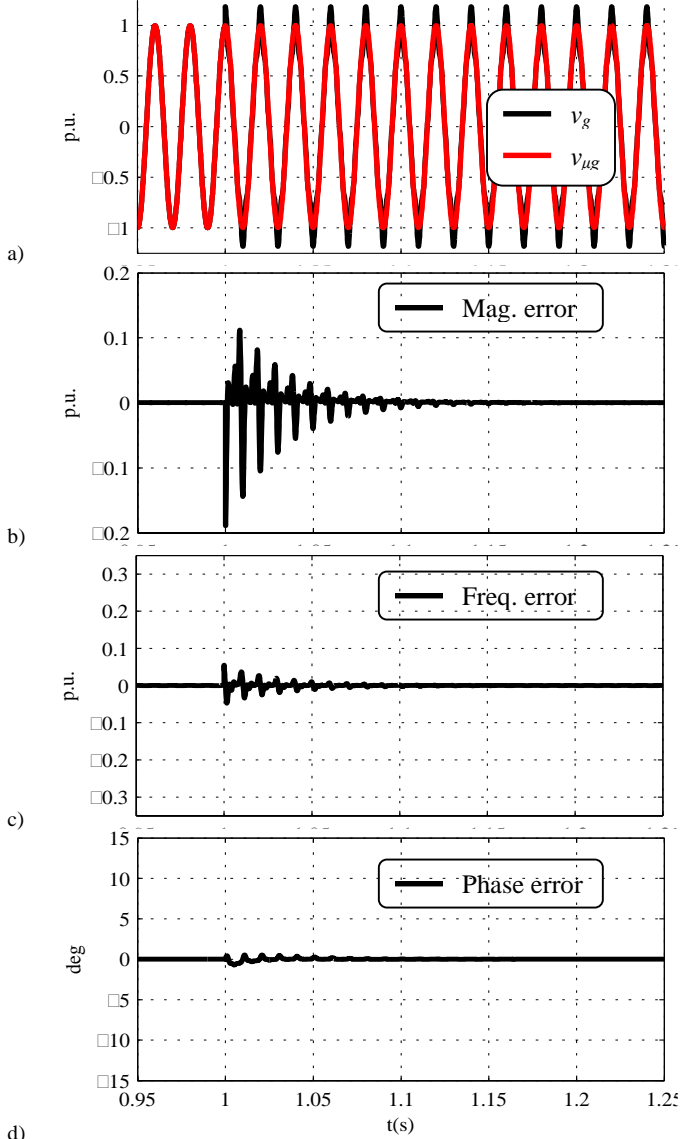 1
0.5
0
□0.5
□1
p.u.
v_g
v_μg
a)
0.2
0.1
0
□0.1
□0.2
p.u.
Mag. error
b)
0.3
0.2
0.1
0
□0.1
□0.2
□0.3
p.u.
Freq. error
c)
15
10
5
0
□5
□10
□15
deg
Phase error
0.95 1 1.05 1.1 1.15 1.2 1.25
t(s)
d)